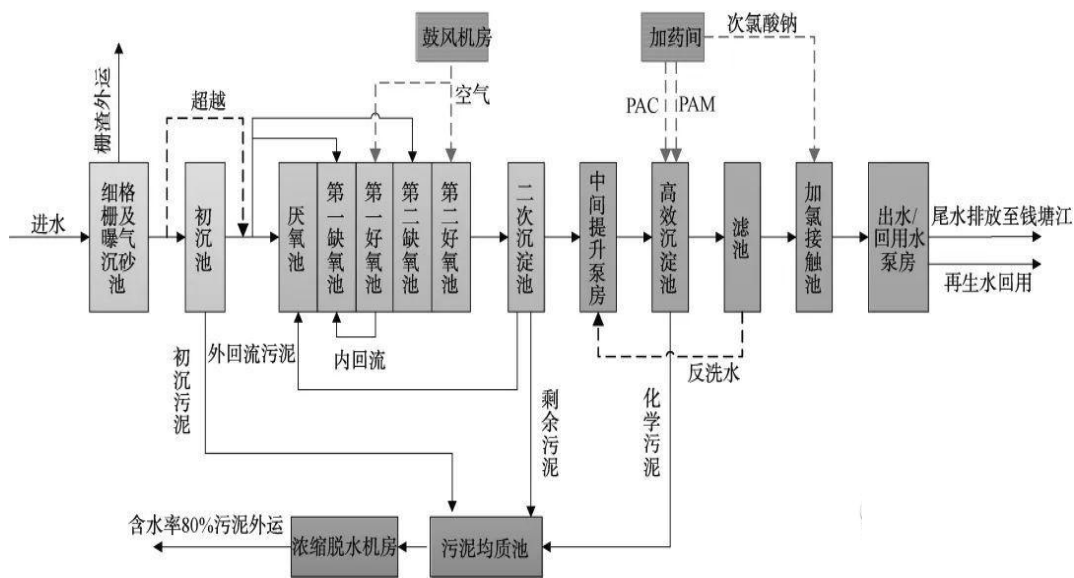 鼓风机房
加药间
次氯酸钠
栅渣外运
超越
空气
PAC
PAM
进水
细格
栅及
曝气
沉砂
池
初沉池
厌氧池
第一缺氧池
第一好氧池
第二缺氧池
第二好氧池
二次沉淀池
中间提升泵房
高效沉淀池
滤池
加氯接触池
出水/
回用水
泵房
尾水排放至钱塘江
再生水回用
初沉污泥
外回流污泥
内回流
反洗水
剩余污泥
化学污泥
含水率80%污泥外运
浓缩脱水机房
污泥均质池